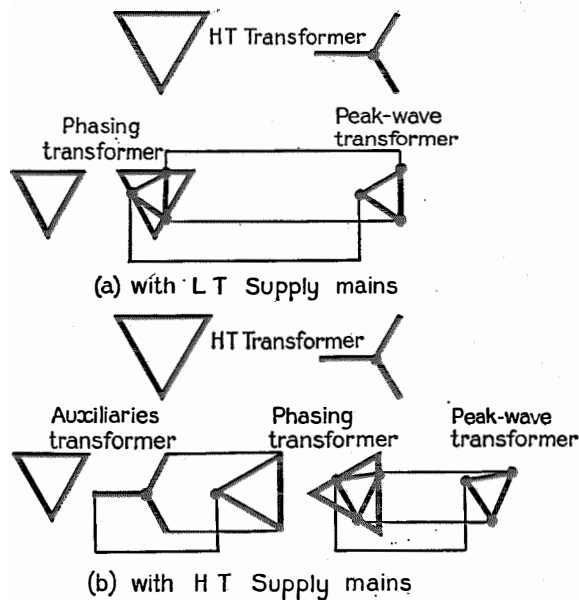 HT Transformer
Phasing
transformer
Peak-wave
transformer
(a) with LT Supply mains
HT Transformer
Auxiliaries
transformer
Phasing
transformer
Peak-wave
transformer
(b) with HT Supply mains